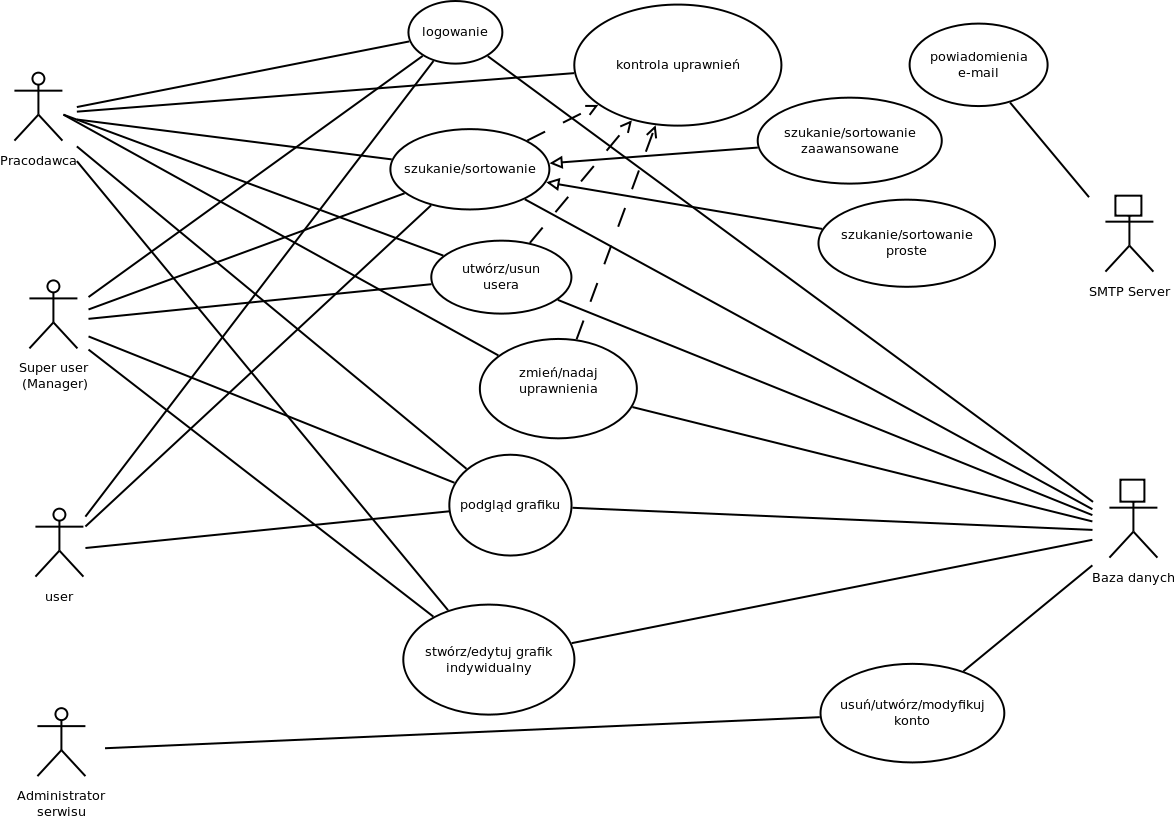 logowanie
kontrola uprawnień
powiadomienia
e-mail
Pracodawca
szukanie/sortowanie
szukanie/sortowanie
zaawansowane
szukanie/sortowanie
proste
utwórz/usun
usera
SMTP Server
Super user
(Manager)
zmień/nadaj
uprawnienia
podgląd grafiku
user
Baza danych
stwórz/edytuj grafik
indywidualny
usuń/utwórz/modyfikuj
konto
Administrator
serwisu